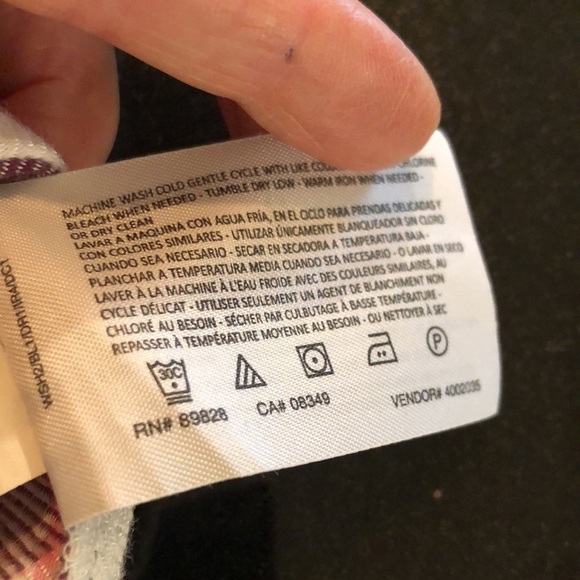 MACHINE WASH COLD GENTLE CYCLE WITH LIKE CHLORINE
BLEACH WHEN NEEDED - TUMBLE DRY LOW - WARM IRON WHEN NEEDED -
OR DRY CLEAN
LAVAR A MAQUINA CON AGUA FRÍA, EN EL CICLO PARA PRENDAS DELICADAS Y
CON COLORES SIMILARES - UTILIZAR ÚNICAMENTE BLANQUEADOR SIN CLORO
CUANDO SEA NECESARIO - SECAR EN SECADORA A TEMPERATURA BAJA -
PLANCHAR A TEMPERATURA MEDIA CUANDO SEA NECESARIO - O LAVAR EN SECO
LAVER À LA MACHINE À L'EAU FROIDE AVEC DES COULEURS SIMILAIRES, AU
CYCLE DÉLICAT - UTILISER SEULEMENT UN AGENT DE BLANCHIMENT NON
CHLORÉ AU BESOIN - SÉCHER PAR CULBUTAGE À BASSE TEMPÉRATURE -
REPASSER À TEMPÉRATURE MOYENNE AU BESOIN - OU NETTOYER À SEC
30C
P
RN# 89828 CA# 08349 VENDOR# 4002035